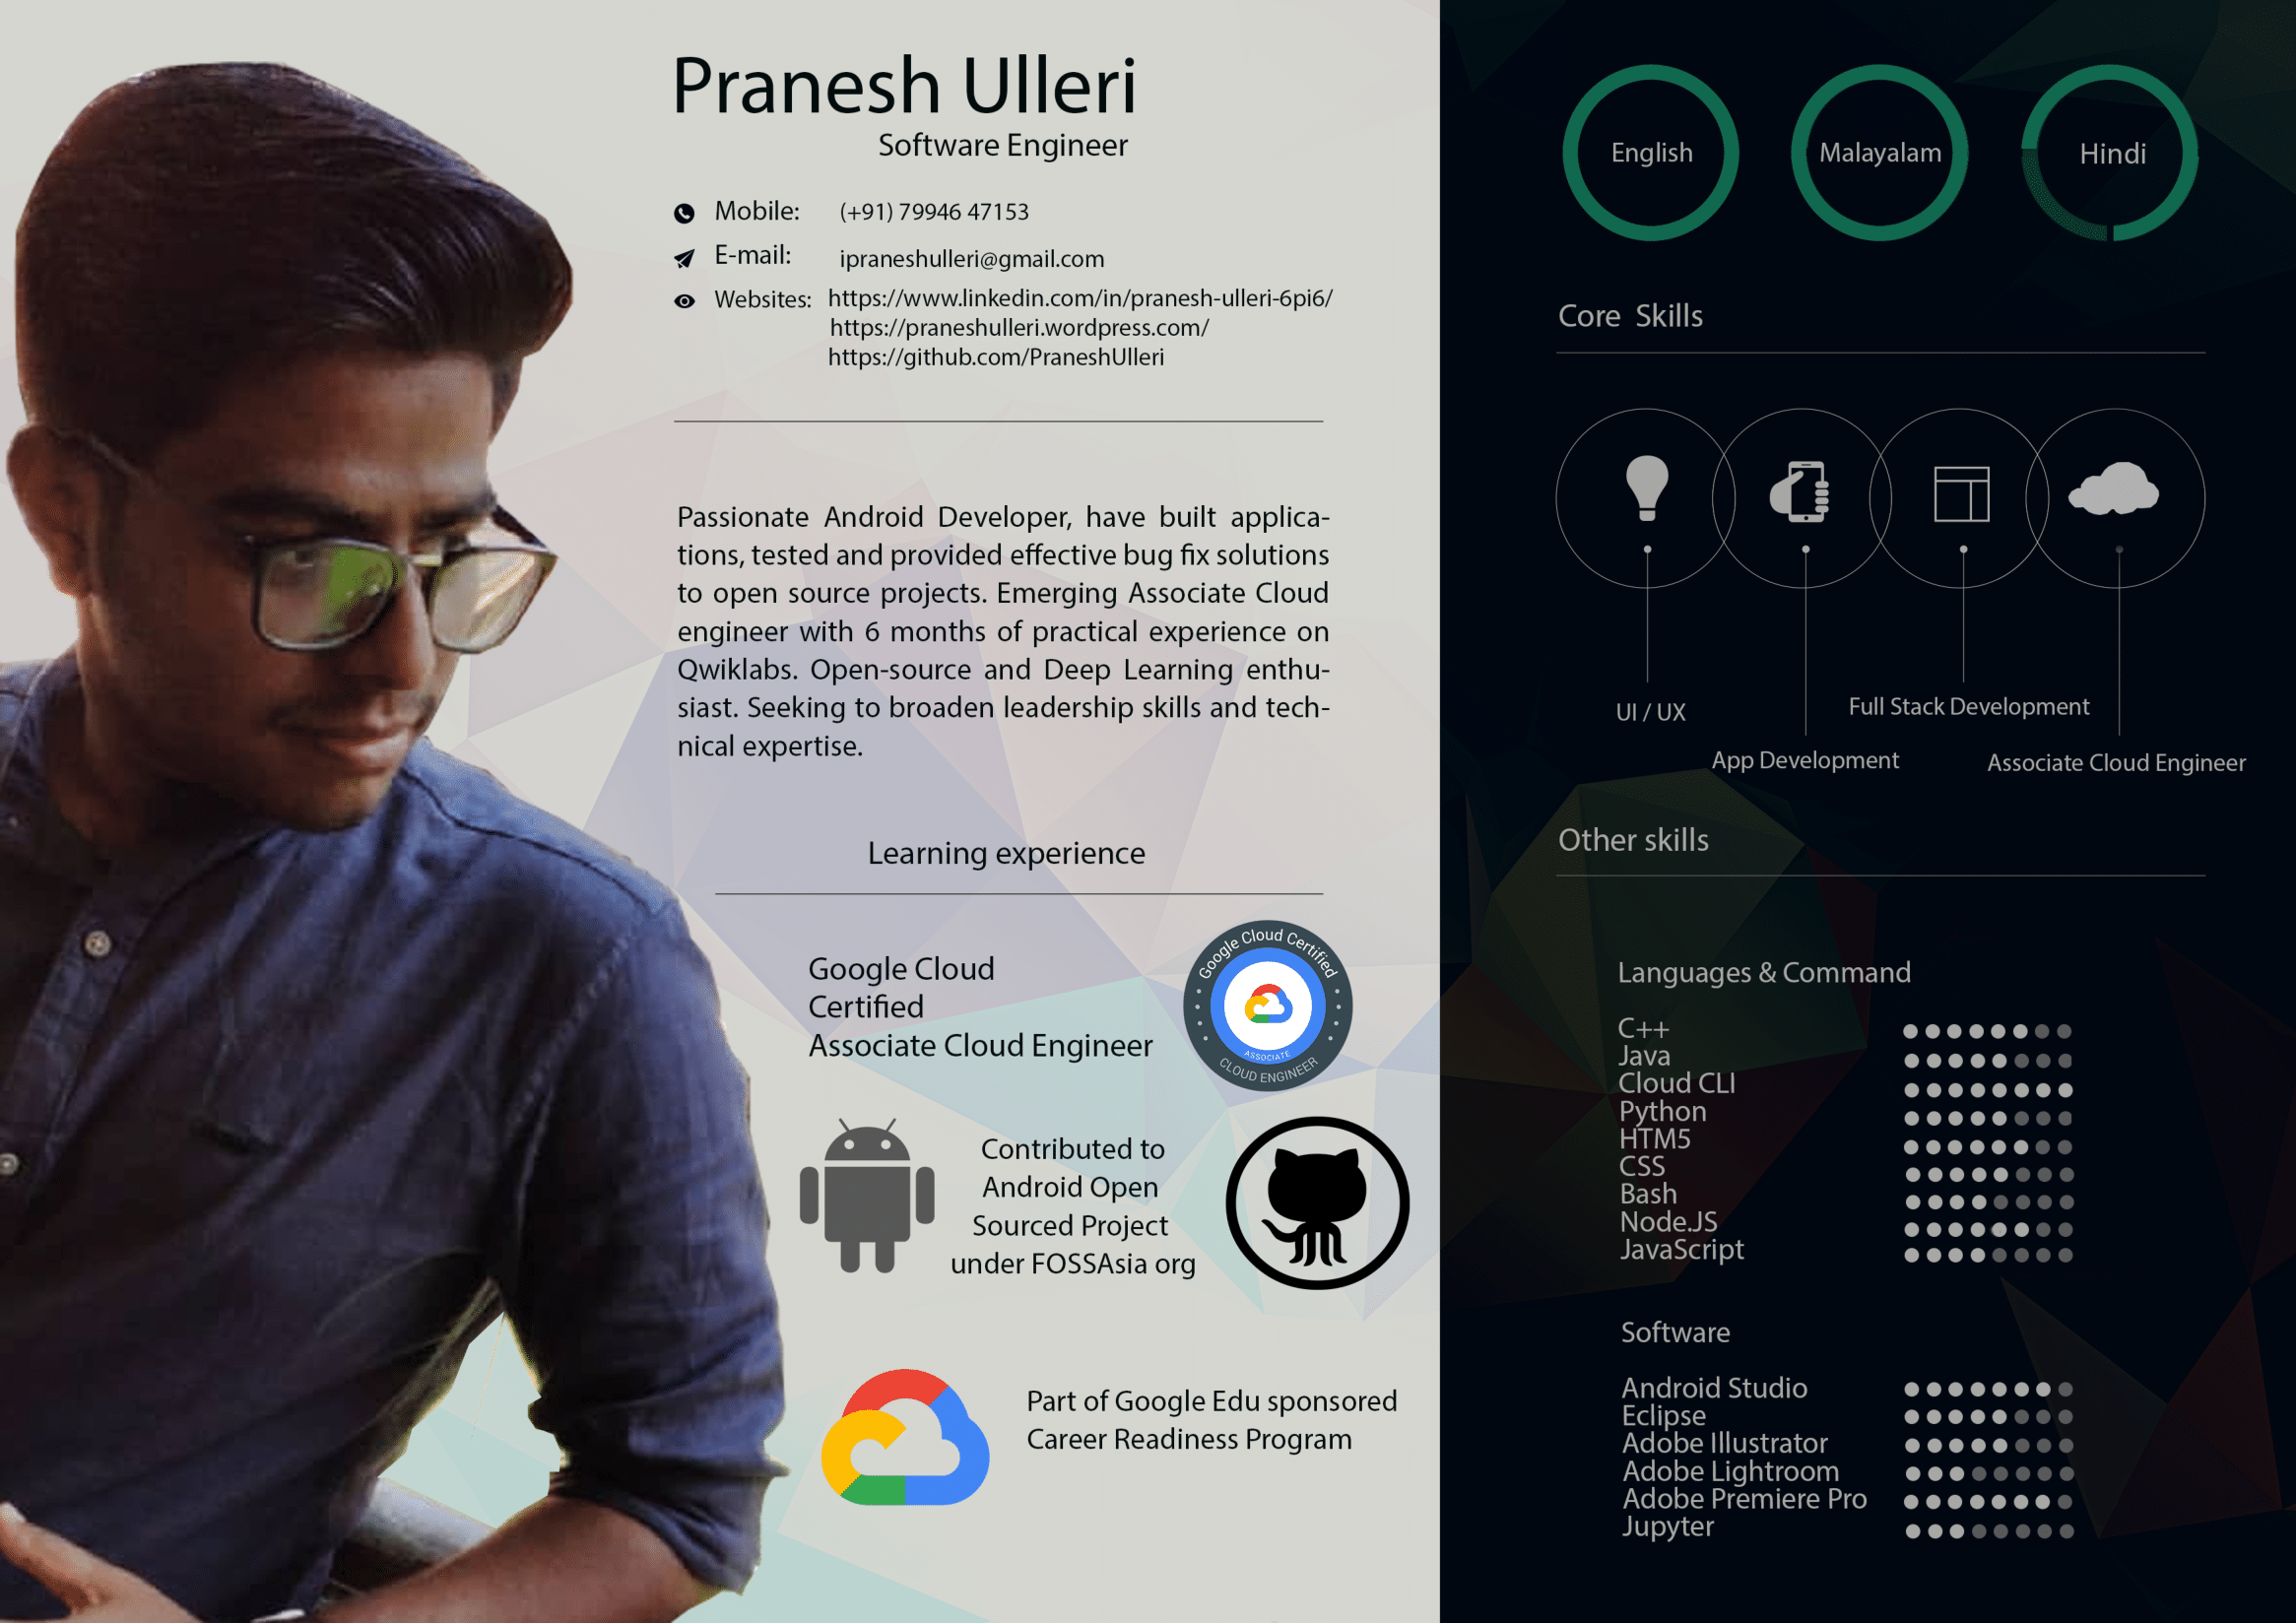 Pranesh Ulleri
Software Engineer
Mobile: (+91) 79946 47153
E-mail: ipraneshulleri@gmail.com
Websites: https://www.linkedin.com/in/pranesh-ulleri-6pi6/
https://praneshulleri.wordpress.com/
https://github.com/PraneshUlleri
Passionate Android Developer, have built applica-
tions, tested and provided effective bug fix solutions
to open source projects. Emerging Associate Cloud
engineer with 6 months of practical experience on
Qwiklabs. Open-source and Deep Learning enthu-
siast. Seeking to broaden leadership skills and tech-
nical expertise.
Learning experience
Google Cloud
Certified
Associate Cloud Engineer
Google Cloud Certified
ASSOCIATE
CLOUD ENGINEER
Contributed to
Android Open
Sourced Project
under FOSSAsia org
Part of Google Edu sponsored
Career Readiness Program
English
Malayalam
Hindi
Core Skills
UI / UX
App Development
Full Stack Development
Associate Cloud Engineer
Other skills
Languages & Command
C++
Java
Cloud CLI
Python
HTM5
CSS
Bash
Node.JS
JavaScript
Software
Android Studio
Eclipse
Adobe Illustrator
Adobe Lightroom
Adobe Premiere Pro
Jupyter